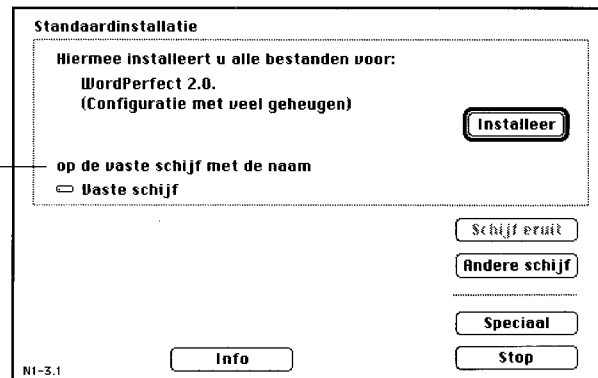 Standaardinstallatie
Hiermee installeert u alle bestanden voor:
WordPerfect 2.0.
(Configuratie met veel geheugen)
Installeer
op de vaste schijf met de naam
Vaste schijf
Schijf eruit
Andere schijf
Speciaal
Info
Stop
N1-3.1